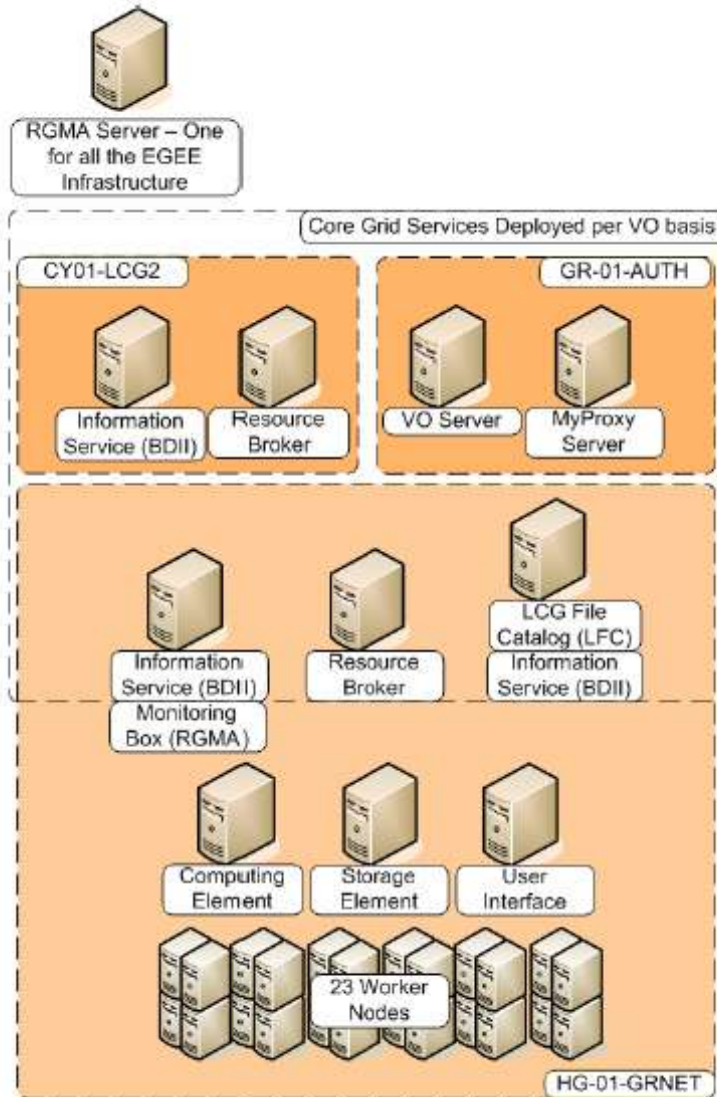 RGMA Server – One
for all the EGEE
Infrastructure
Core Grid Services Deployed per VO basis
CY01-LCG2
GR-01-AUTH
Information
Service (BDII)
Resource
Broker
VO Server
MyProxy
Server
Information
Service (BDII)
Monitoring
Box (RGMA)
Resource
Broker
LCG File
Catalog (LFC)
Information
Service (BDII)
Computing
Element
Storage
Element
User
Interface
23 Worker
Nodes
HG-01-GRNET